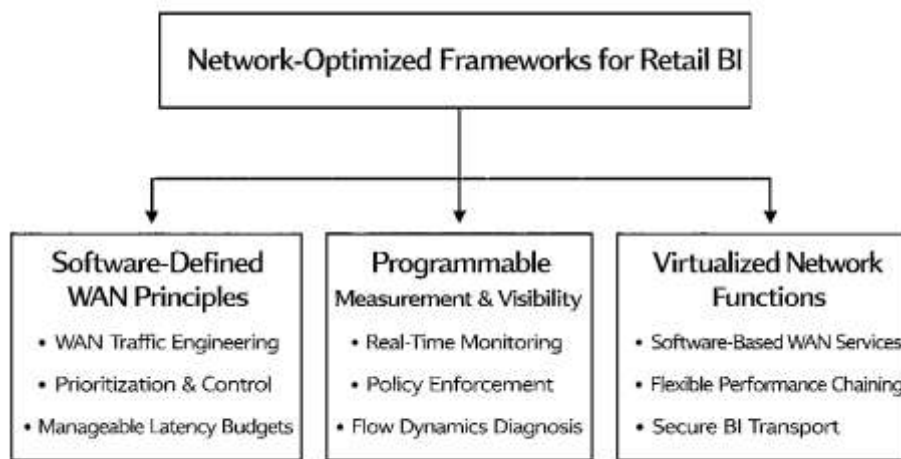 Network-Optimized Frameworks for Retail BI
Software-Defined
WAN Principles
• WAN Traffic Engineering
• Prioritization & Control
• Manageable Latency Budgets
Programmable
Measurement & Visibility
• Real-Time Monitoring
• Policy Enforcement
• Flow Dynamics Diagnosis
Virtualized Network
Functions
• Software-Based WAN Services
• Flexible Performance Chaining
• Secure BI Transport